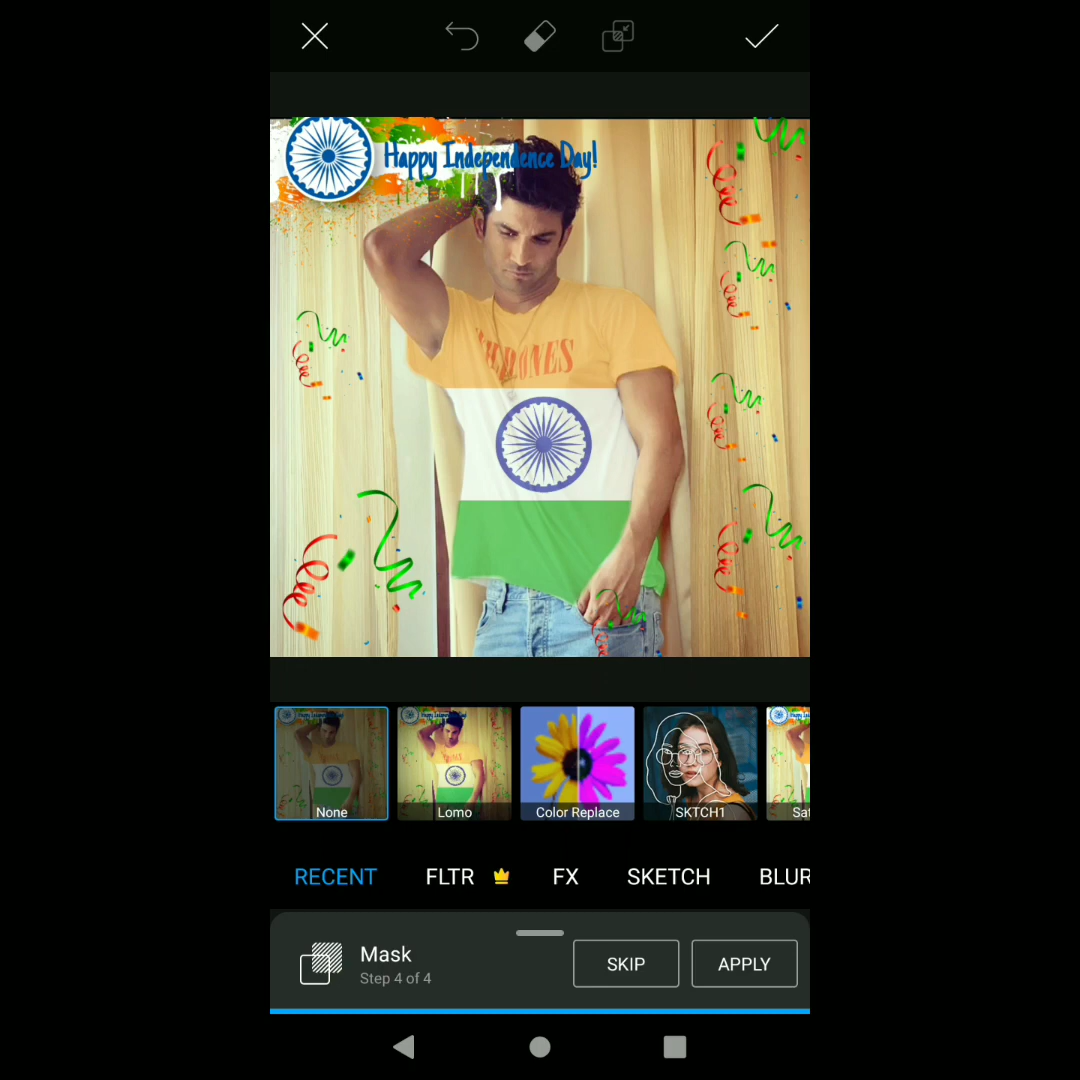 Happy Independence Day!
None
Lomo
Color Replace
SKTCH1
RECENT
FLTR
FX
SKETCH
BLUR
Mask
Step 4 of 4
SKIP
APPLY